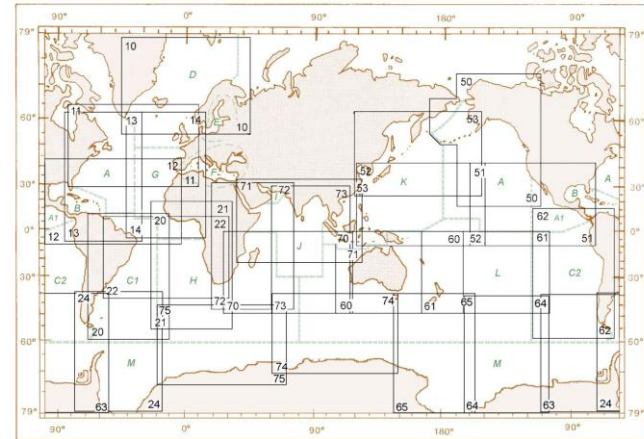 90° 0° 90° 180° 90°
79° 79°
10
D
50
11 13 14 E 53
60° 10 60°
12 F 52 51
A G 11 71 72 73 53 K A B A
30° I 50 30°
B 20 21 62 A1
A1 22
0° 12 13 14 J 70 60 52 61 51 0°
71
C2 C1 H L C2
30° 30°
24 22 75 72 70 73 60 74 61 65 64
21
20 62
60° 60°
M 74 M
75
79° 63 24 65 64 63 24 79°
90° 0° 90° 180° 90°